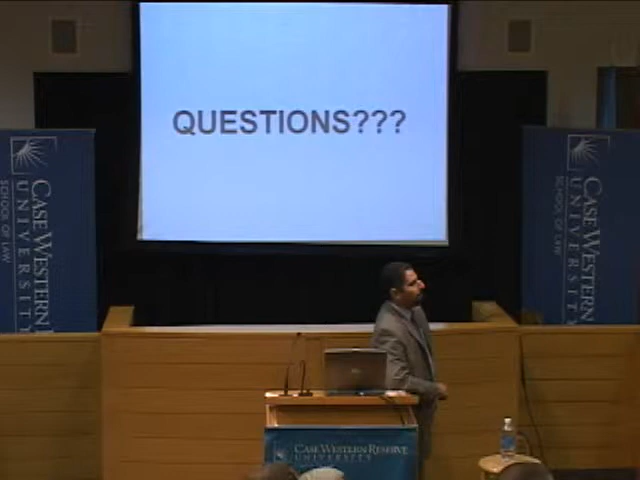 QUESTIONS???
CASE WESTERN
UNIVERSITY
SCHOOL OF LAW
CASE WESTERN
UNIVERSITY
SCHOOL OF LAW
CASE WESTERN RESERVE
UNIVERSITY